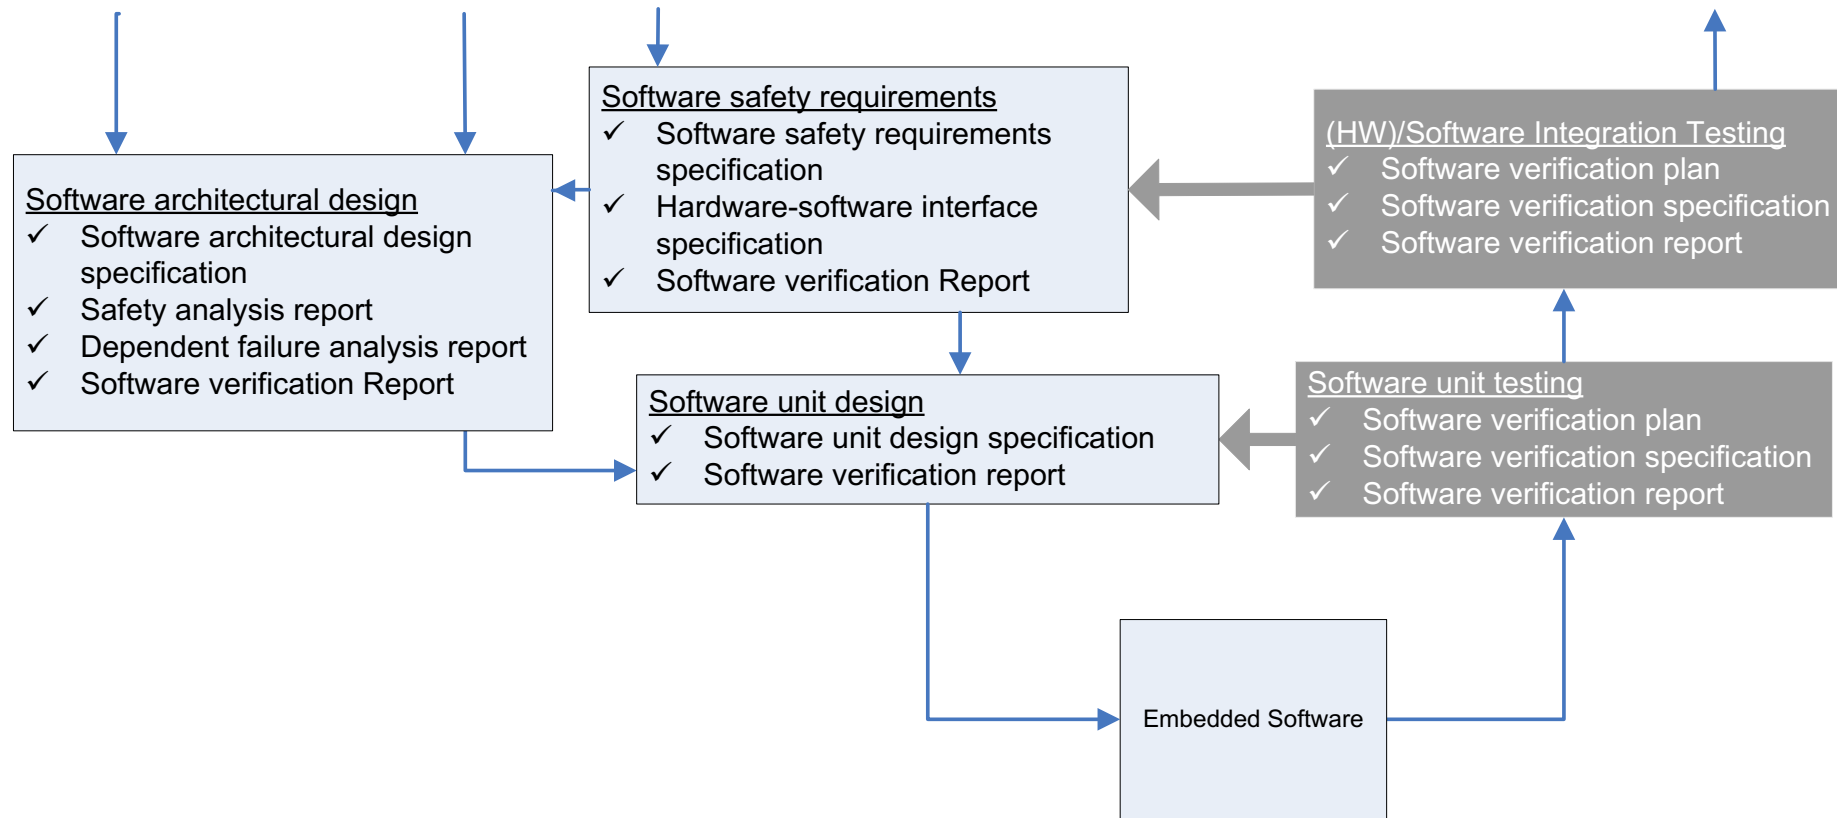 Software safety requirements
✓ Software safety requirements
specification
✓ Hardware-software interface
specification
✓ Software verification Report
(HW)/Software Integration Testing
✓ Software verification plan
✓ Software verification specification
✓ Software verification report
Software architectural design
✓ Software architectural design
specification
✓ Safety analysis report
✓ Dependent failure analysis report
✓ Software verification Report
Software unit design
✓ Software unit design specification
✓ Software verification report
Software unit testing
✓ Software verification plan
✓ Software verification specification
✓ Software verification report
Embedded Software